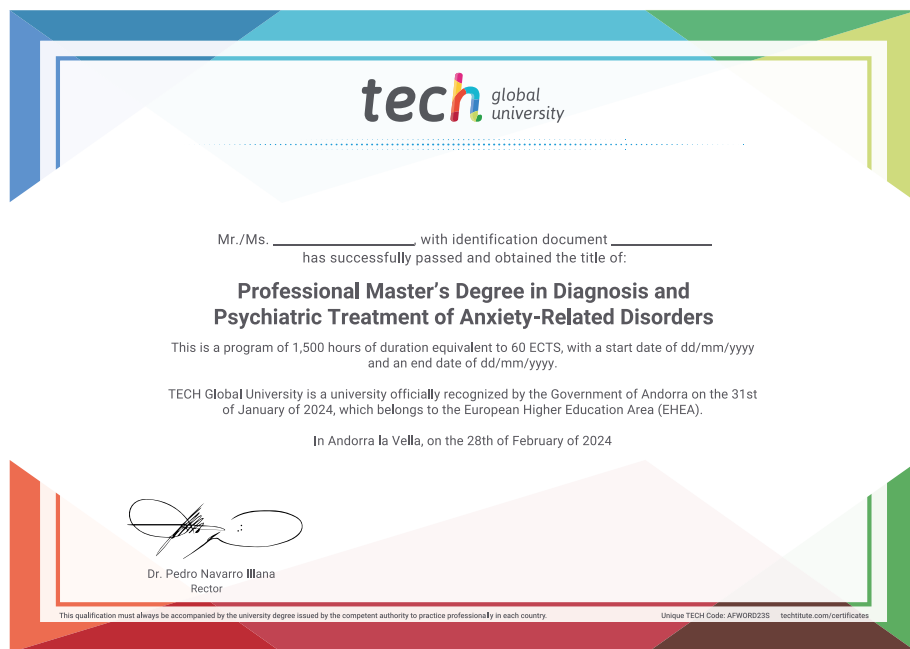 tech global university
Mr./Ms. ____________, with identification document ____________
has successfully passed and obtained the title of:
Professional Master's Degree in Diagnosis and
Psychiatric Treatment of Anxiety-Related Disorders
This is a program of 1,500 hours of duration equivalent to 60 ECTS, with a start date of dd/mm/yyyy
and an end date of dd/mm/yyyy.
TECH Global University is a university officially recognized by the Government of Andorra on the 31st
of January of 2024, which belongs to the European Higher Education Area (EHEA).
In Andorra la Vella, on the 28th of February of 2024
Dr. Pedro Navarro Illana
Rector
This qualification must always be accompanied by the university degree issued by the competent authority to practice professionally in each country.
Unique TECH Code: AFWORD23S techtitute.com/certificates